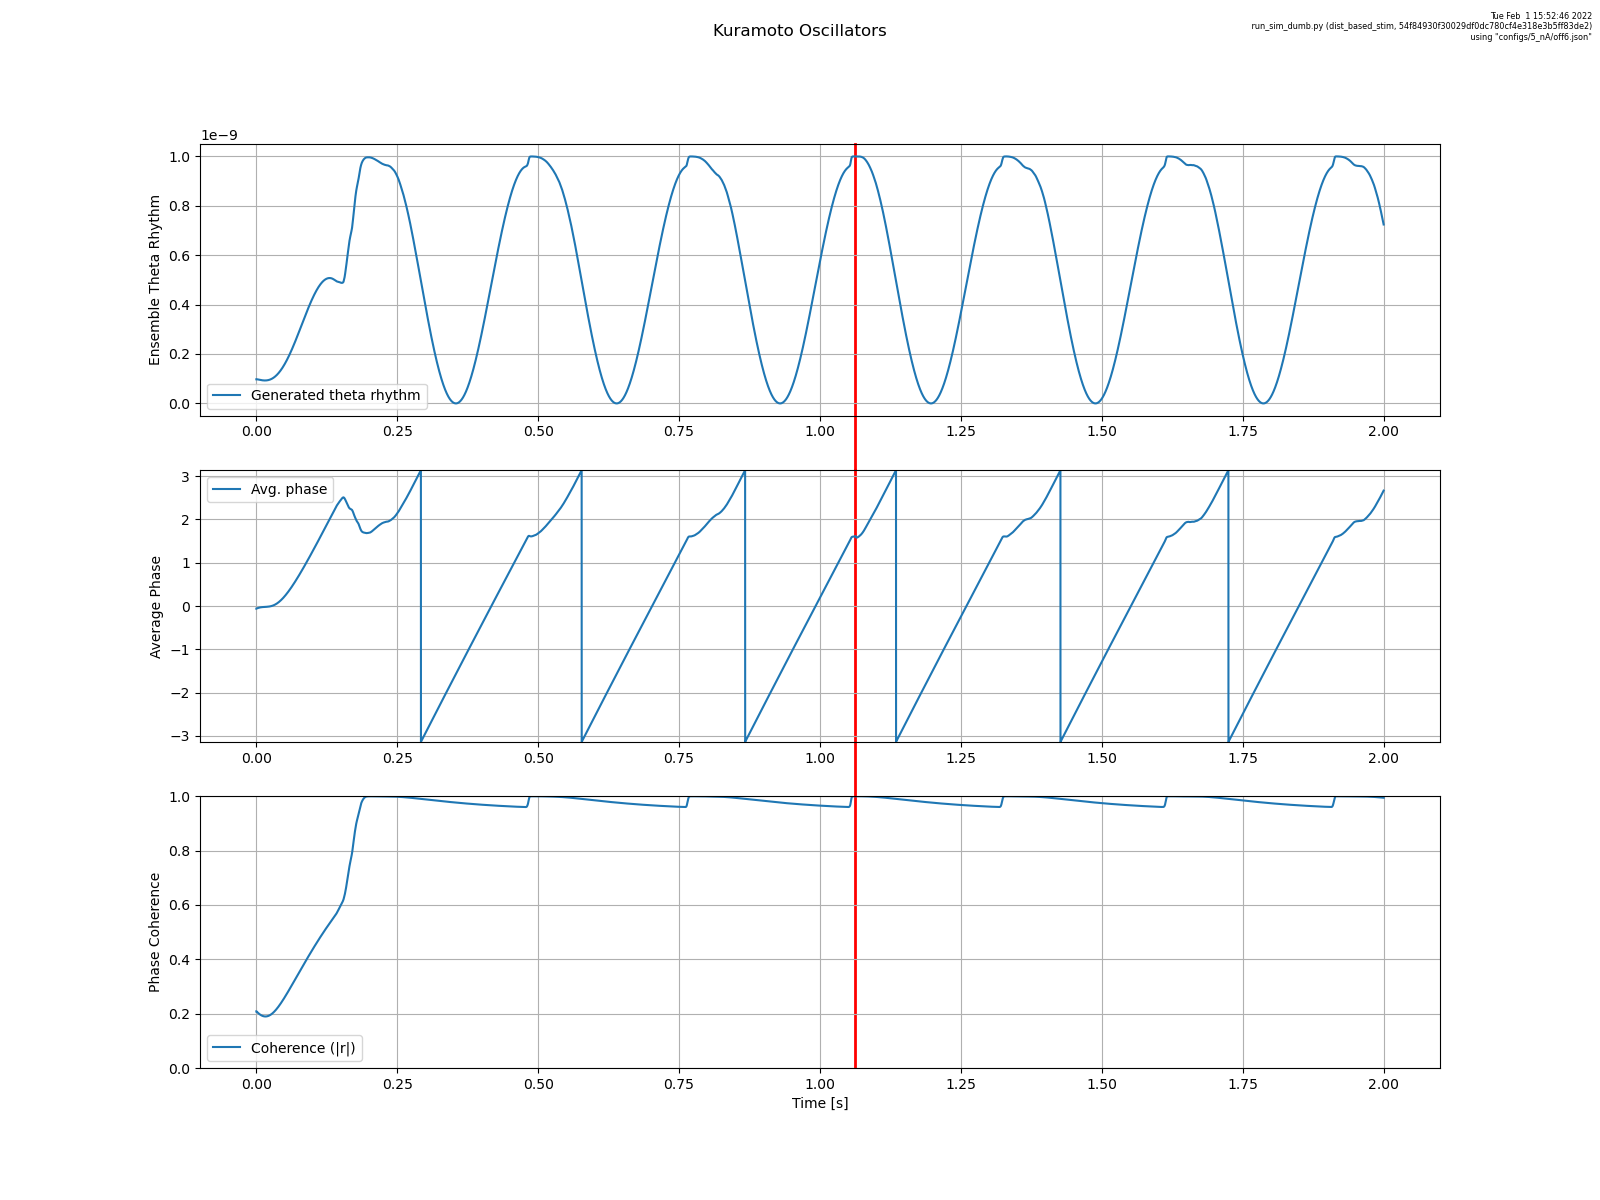 Tue Feb  1 15:52:46 2022
run_sim_dumb.py (dist_based_stim, 54f84930f30029df0dc780cf4e318e3b5ff83de2)
using "configs/5_nA/off6.json"
Kuramoto Oscillators
1e−9
1.0
0.8
0.6
0.4
0.2
0.0
Ensemble Theta Rhythm
Generated theta rhythm
0.00 0.25 0.50 0.75 1.00 1.25 1.50 1.75 2.00
3
2
1
0
−1
−2
−3
Average Phase
Avg. phase
0.00 0.25 0.50 0.75 1.00 1.25 1.50 1.75 2.00
1.0
0.8
0.6
0.4
0.2
0.0
Phase Coherence
Coherence (|r|)
0.00 0.25 0.50 0.75 1.00 1.25 1.50 1.75 2.00
Time [s]